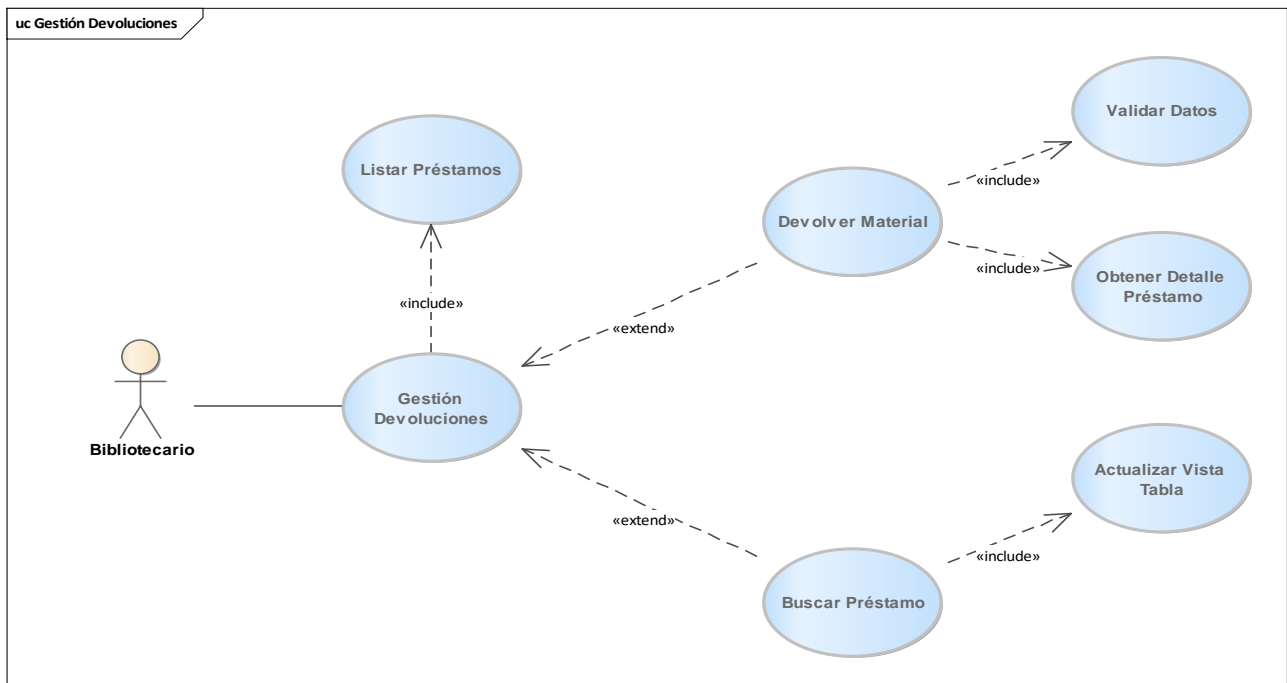 uc Gestión Devoluciones
Validar Datos
Listar Préstamos
Devolver Material
«include»
«include»
Obtener Detalle
Préstamo
«include»
«extend»
Gestión
Devoluciones
Bibliotecario
Actualizar Vista
Tabla
«extend»
«include»
Buscar Préstamo